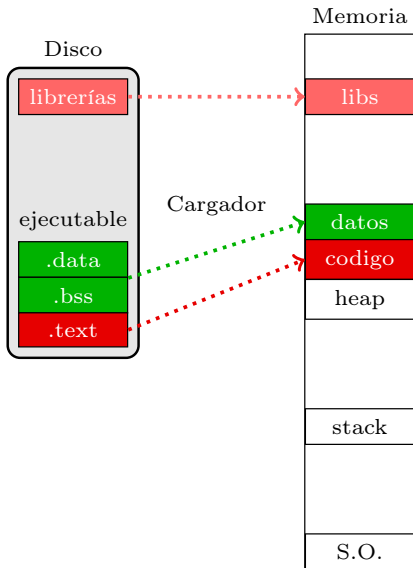 Memoria
Disco
librerías
libs
Cargador
ejecutable
datos
.data
codigo
.bss
heap
.text
stack
S.O.